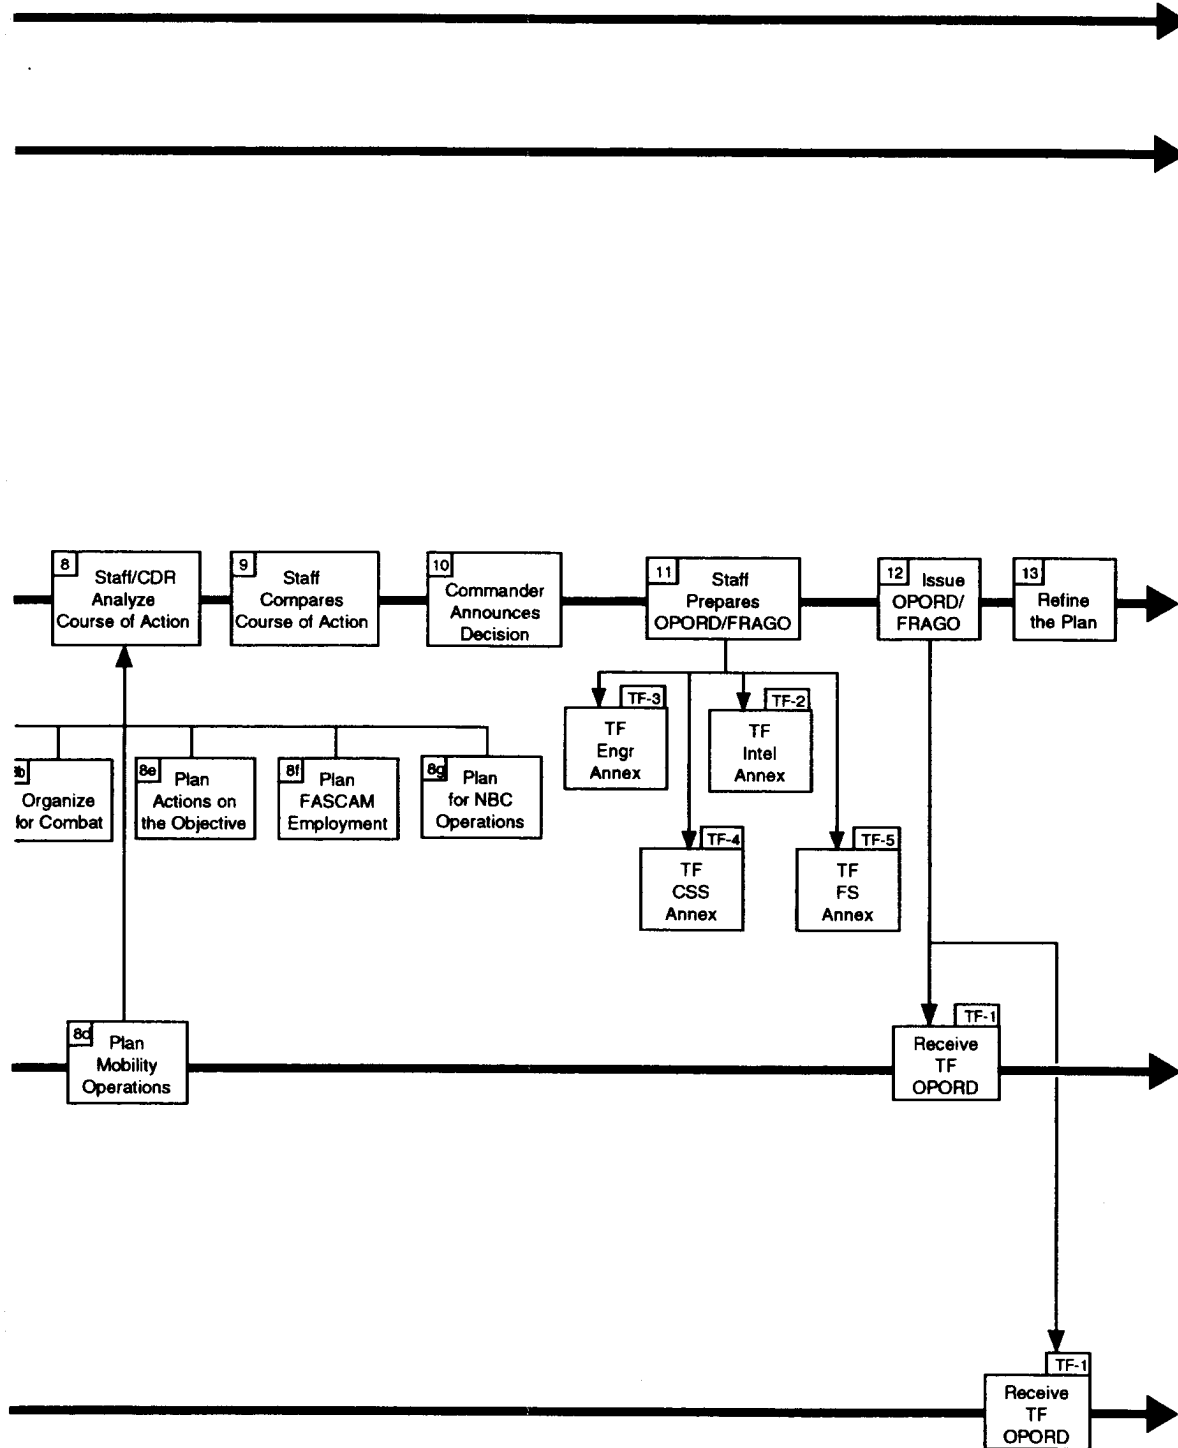 8
Staff/CDR
Analyze
Course of Action
9
Staff
Compares
Course of Action
10
Commander
Announces
Decision
11
Staff
Prepares
OPORD/FRAGO
12
Issue
OPORD/
FRAGO
13
Refine
the Plan
TF-3
TF
Engr
Annex
TF-2
TF
Intel
Annex
Organize
for Combat
8e
Plan
Actions on
the Objective
8f
Plan
FASCAM
Employment
8g
Plan
for NBC
Operations
TF-4
TF
CSS
Annex
TF-5
TF
FS
Annex
8d
Plan
Mobility
Operations
TF-1
Receive
TF
OPORD
TF-1
Receive
TF
OPORD